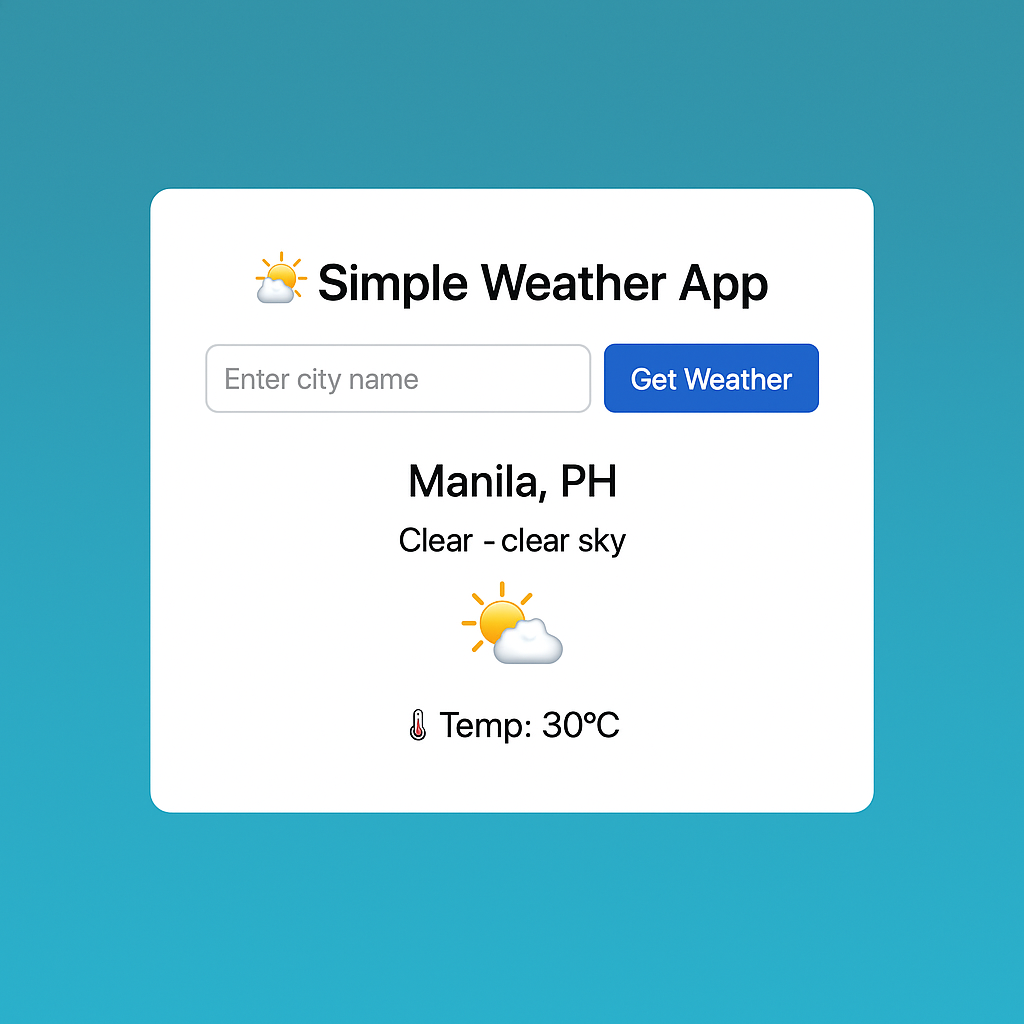 Simple Weather App
Enter city name
Get Weather
Manila, PH
Clear - clear sky
Temp: 30°C